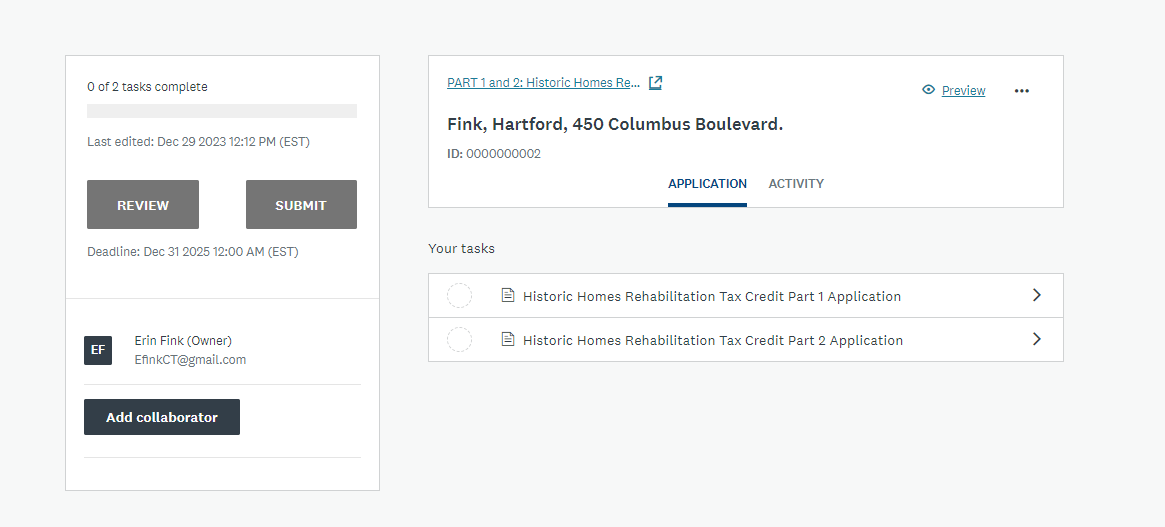 0 of 2 tasks complete
Last edited: Dec 29 2023 12:12 PM (EST)
REVIEW
SUBMIT
Deadline: Dec 31 2025 12:00 AM (EST)
EF
Erin Fink (Owner)
EfinkCT@gmail.com
Add collaborator
PART 1 and 2: Historic Homes Re...
Preview
Fink, Hartford, 450 Columbus Boulevard.
ID: 0000000002
APPLICATION
ACTIVITY
Your tasks
Historic Homes Rehabilitation Tax Credit Part 1 Application
Historic Homes Rehabilitation Tax Credit Part 2 Application